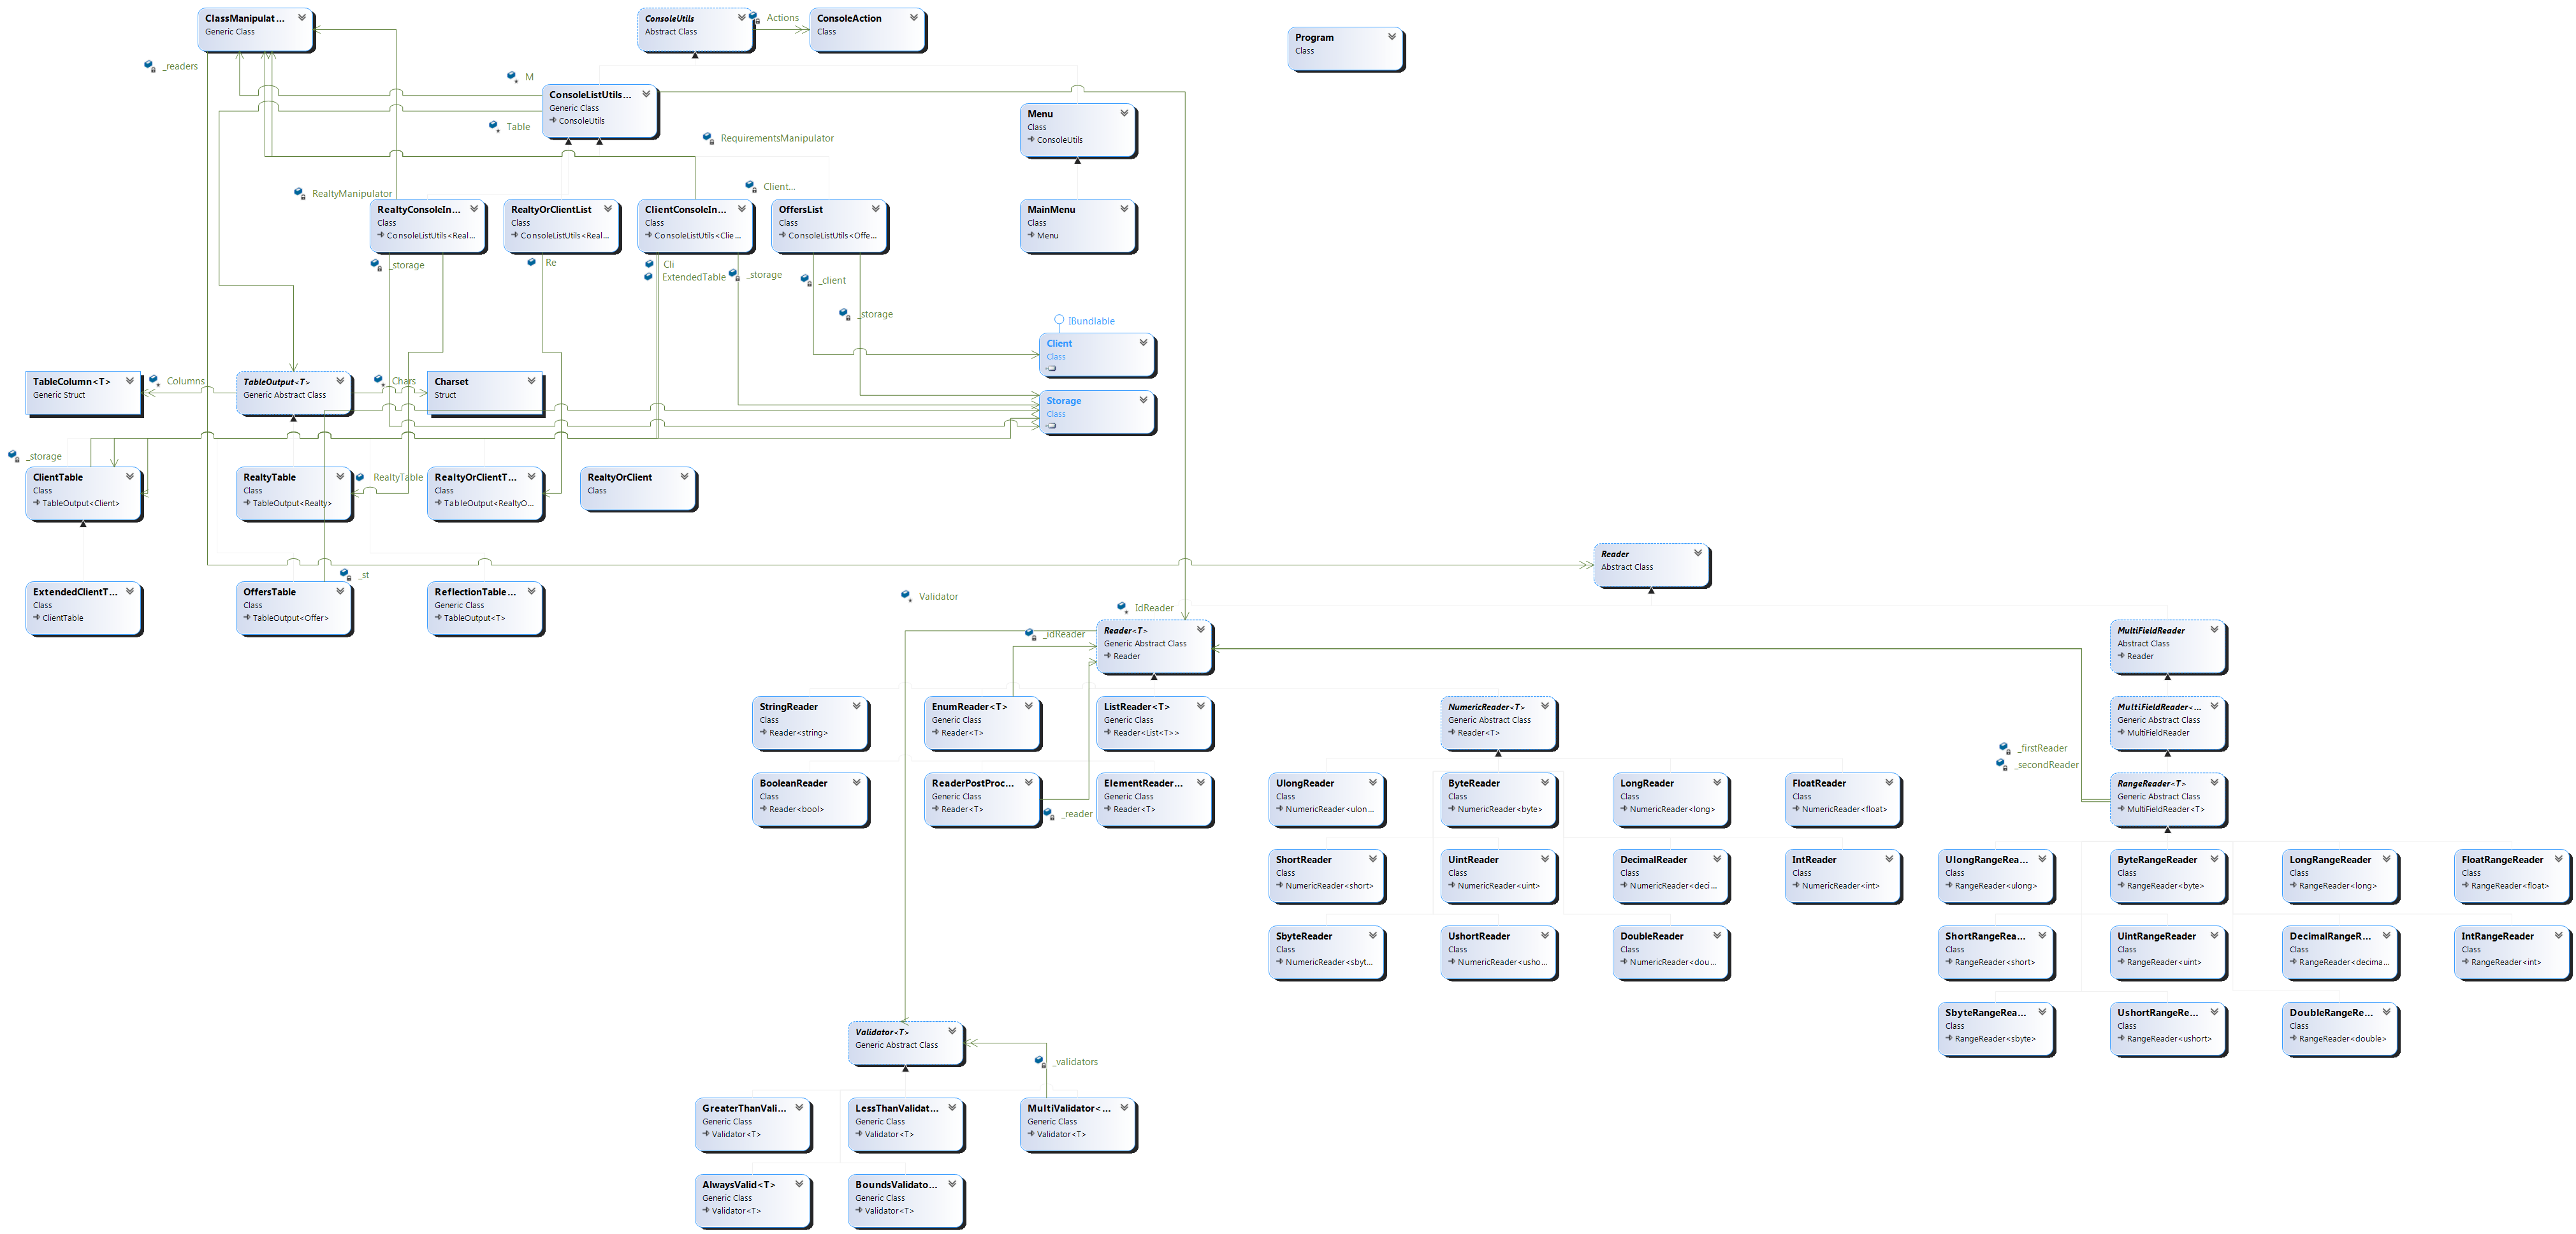 ClassManipulat...
Generic Class
ConsoleUtils
Abstract Class
Actions
ConsoleAction
Class
Program
Class
_readers
M
ConsoleListUtils...
Generic Class
ConsoleUtils
Table
Menu
Class
ConsoleUtils
RequirementsManipulator
RealtyManipulator
Client...
RealtyConsoleIn...
Class
ConsoleListUtils<Real...
RealtyOrClientList
Class
ConsoleListUtils<Real...
ClientConsoleIn...
Class
ConsoleListUtils<Clie...
OffersList
Class
ConsoleListUtils<Offe...
MainMenu
Class
Menu
_storage
Re
Cli
ExtendedTable
_storage
_client
_storage
IBundlable
Client
Class
TableColumn<T>
Generic Struct
Columns
TableOutput<T>
Generic Abstract Class
Chars
Charset
Struct
Storage
Class
_storage
ClientTable
Class
TableOutput<Client>
RealtyTable
Class
TableOutput<Realty>
RealtyTable
RealtyOrClientT...
Class
TableOutput<RealtyO...
RealtyOrClient
Class
Reader
Abstract Class
ExtendedClientT...
Class
ClientTable
OffersTable
Class
TableOutput<Offer>
_st
ReflectionTable...
Generic Class
TableOutput<T>
Validator
IdReader
_idReader
Reader<T>
Generic Abstract Class
Reader
MultiFieldReader
Abstract Class
Reader
StringReader
Class
Reader<string>
EnumReader<T>
Generic Class
Reader<T>
ListReader<T>
Generic Class
Reader<List<T>>
NumericReader<T>
Generic Abstract Class
Reader<T>
MultiFieldReader<...
Generic Abstract Class
MultiFieldReader
_firstReader
_secondReader
BooleanReader
Class
Reader<bool>
ReaderPostProc...
Generic Class
Reader<T>
_reader
ElementReader...
Generic Class
Reader<T>
UlongReader
Class
NumericReader<ulon...
ByteReader
Class
NumericReader<byte>
LongReader
Class
NumericReader<long>
FloatReader
Class
NumericReader<float>
RangeReader<T>
Generic Abstract Class
MultiFieldReader<T>
ShortReader
Class
NumericReader<short>
UintReader
Class
NumericReader<uint>
DecimalReader
Class
NumericReader<deci...
IntReader
Class
NumericReader<int>
UlongRangeRea...
Class
RangeReader<ulong>
ByteRangeReader
Class
RangeReader<byte>
LongRangeReader
Class
RangeReader<long>
FloatRangeReader
Class
RangeReader<float>
SbyteReader
Class
NumericReader<sbyt...
UshortReader
Class
NumericReader<usho...
DoubleReader
Class
NumericReader<dou...
ShortRangeRea...
Class
RangeReader<short>
UintRangeReader
Class
RangeReader<uint>
DecimalRangeR...
Class
RangeReader<decima...
IntRangeReader
Class
RangeReader<int>
SbyteRangeRea...
Class
RangeReader<sbyte>
UshortRangeRe...
Class
RangeReader<ushort>
DoubleRangeRe...
Class
RangeReader<double>
Validator<T>
Generic Abstract Class
_validators
GreaterThanVali...
Generic Class
Validator<T>
LessThanValidat...
Generic Class
Validator<T>
MultiValidator<...
Generic Class
Validator<T>
AlwaysValid<T>
Generic Class
Validator<T>
BoundsValidato...
Generic Class
Validator<T>